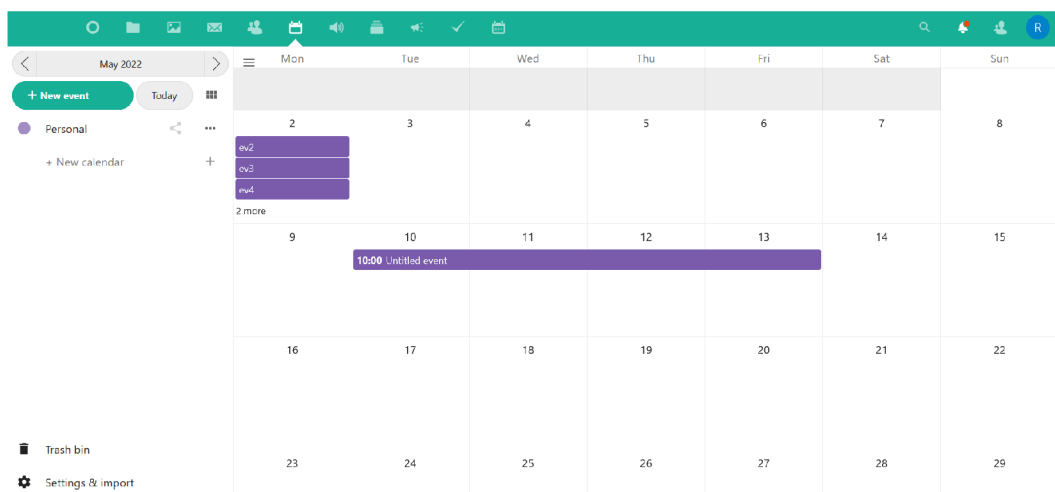 R
May 2022
Mon Tue Wed Thu Fri Sat Sun
+ New event Today
Personal
+ New calendar
2 3 4 5 6 7 8
ev2
ev3
ev4
2 more
9 10 11 12 13 14 15
10:00 Untitled event
16 17 18 19 20 21 22
Trash bin
23 24 25 26 27 28 29
Settings & import